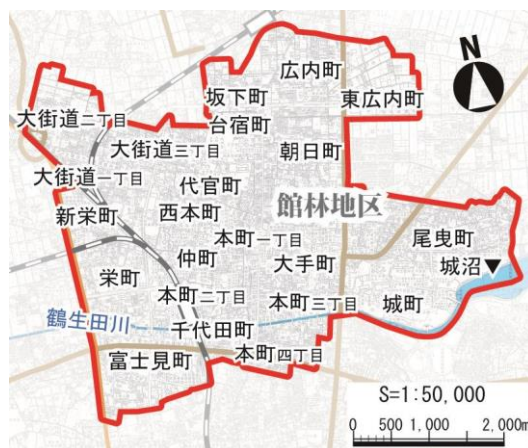 広内町
N
坂下町
東広内町
大街道二丁目
台宿町
大街道三丁目
朝日町
大街道一丁目
代官町
新栄町
西本町
館林地区
本町一丁目
尾曳町
仲町
大手町
城沼
栄町
本町二丁目
本町三丁目
城町
鶴生田川
千代田町
富士見町
本町四丁目
S=1:50,000
0 500 1,000 2,000m